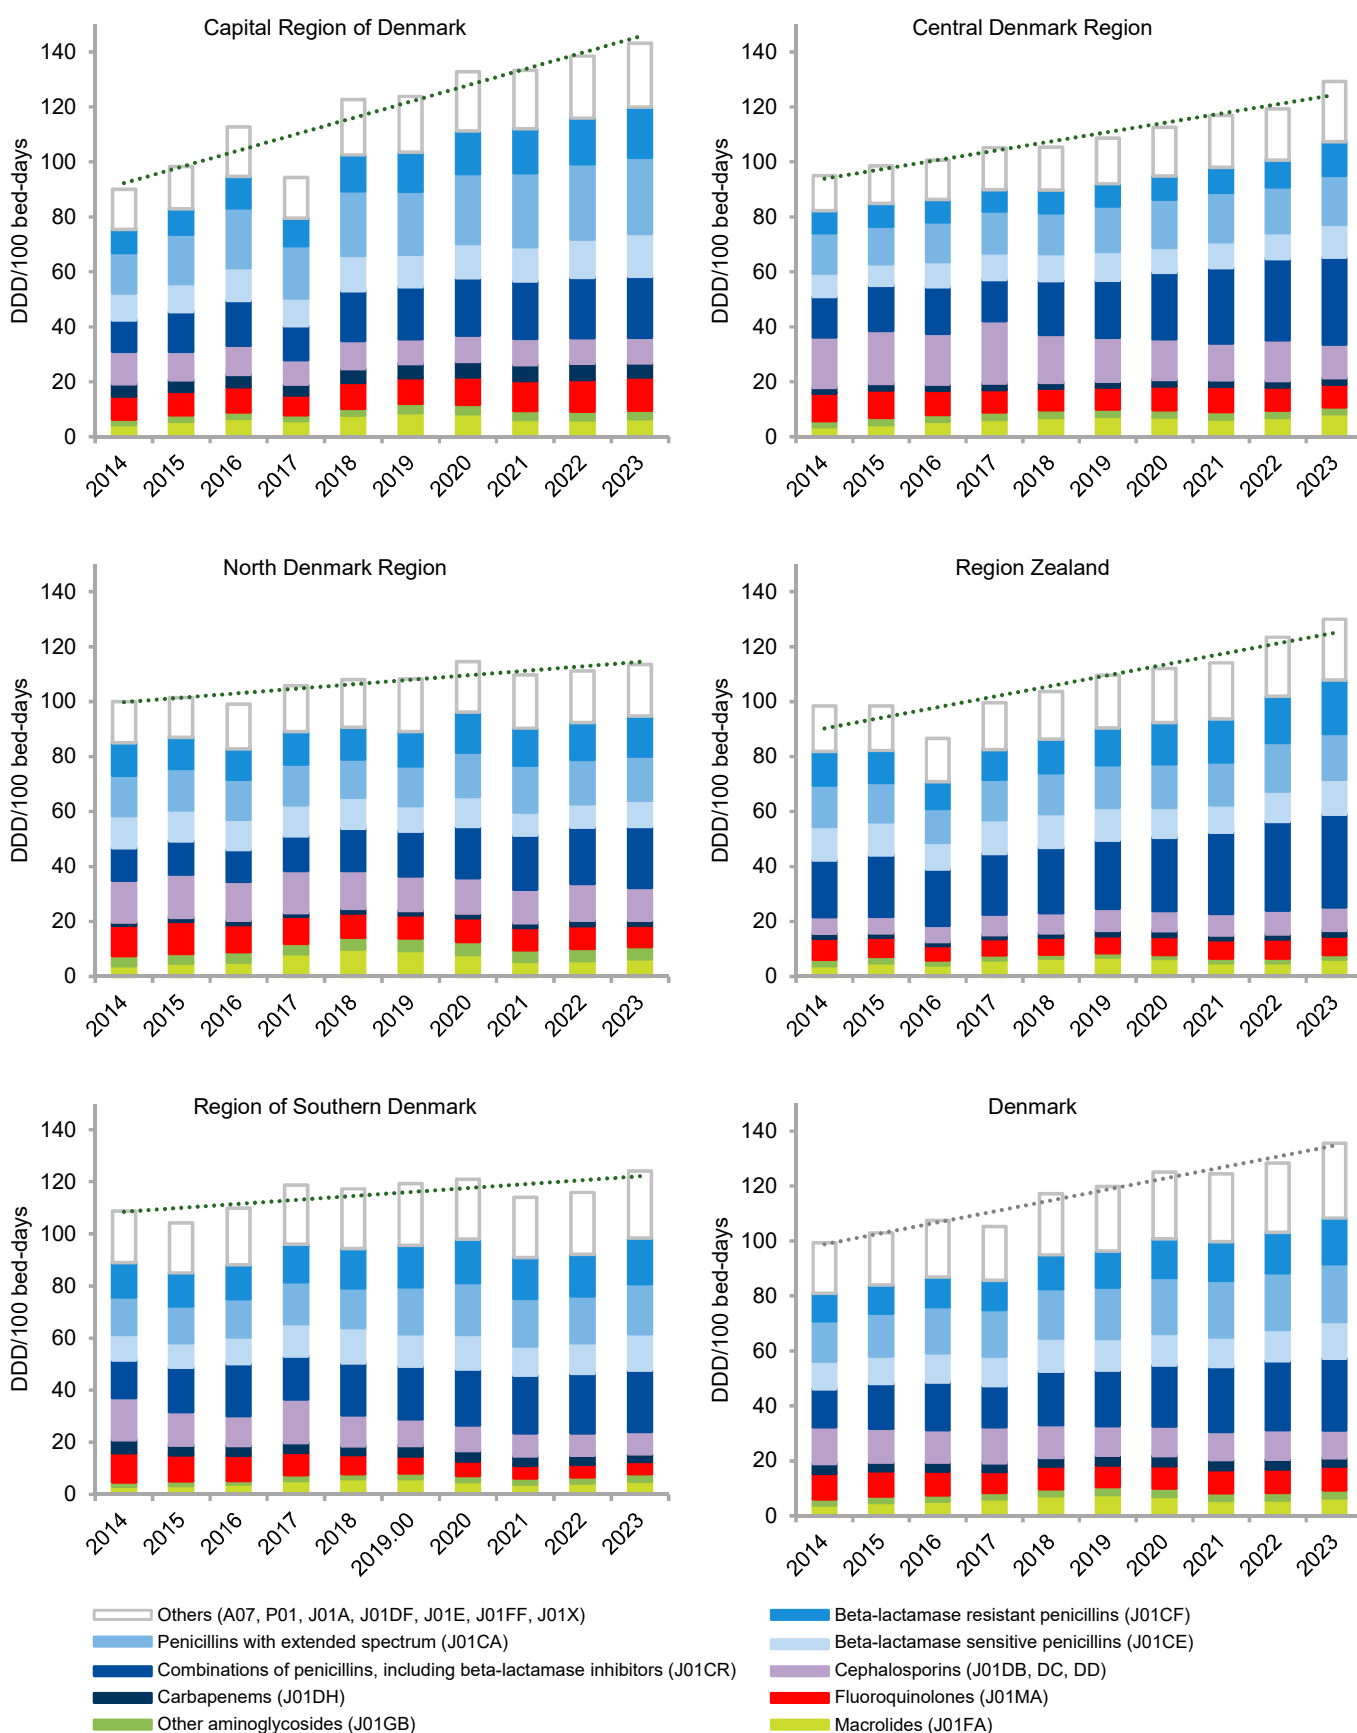 Capital Region of Denmark
DDD/100 bed-days
140
120
100
80
60
40
20
0
2014 2015 2016 2017 2018 2019 2020 2021 2022 2023
Central Denmark Region
DDD/100 bed-days
140
120
100
80
60
40
20
0
2014 2015 2016 2017 2018 2019 2020 2021 2022 2023
North Denmark Region
DDD/100 bed-days
140
120
100
80
60
40
20
0
2014 2015 2016 2017 2018 2019 2020 2021 2022 2023
Region Zealand
DDD/100 bed-days
140
120
100
80
60
40
20
0
2014 2015 2016 2017 2018 2019 2020 2021 2022 2023
Region of Southern Denmark
DDD/100 bed-days
140
120
100
80
60
40
20
0
2014 2015 2016 2017 2018 2019.00 2020 2021 2022 2023
Denmark
DDD/100 bed-days
140
120
100
80
60
40
20
0
2014 2015 2016 2017 2018 2019 2020 2021 2022 2023
Others (A07, P01, J01A, J01DF, J01E, J01FF, J01X)
Beta-lactamase resistant penicillins (J01CF)
Penicillins with extended spectrum (J01CA)
Beta-lactamase sensitive penicillins (J01CE)
Combinations of penicillins, including beta-lactamase inhibitors (J01CR)
Cephalosporins (J01DB, DC, DD)
Carbapenems (J01DH)
Fluoroquinolones (J01MA)
Other aminoglycosides (J01GB)
Macrolides (J01FA)